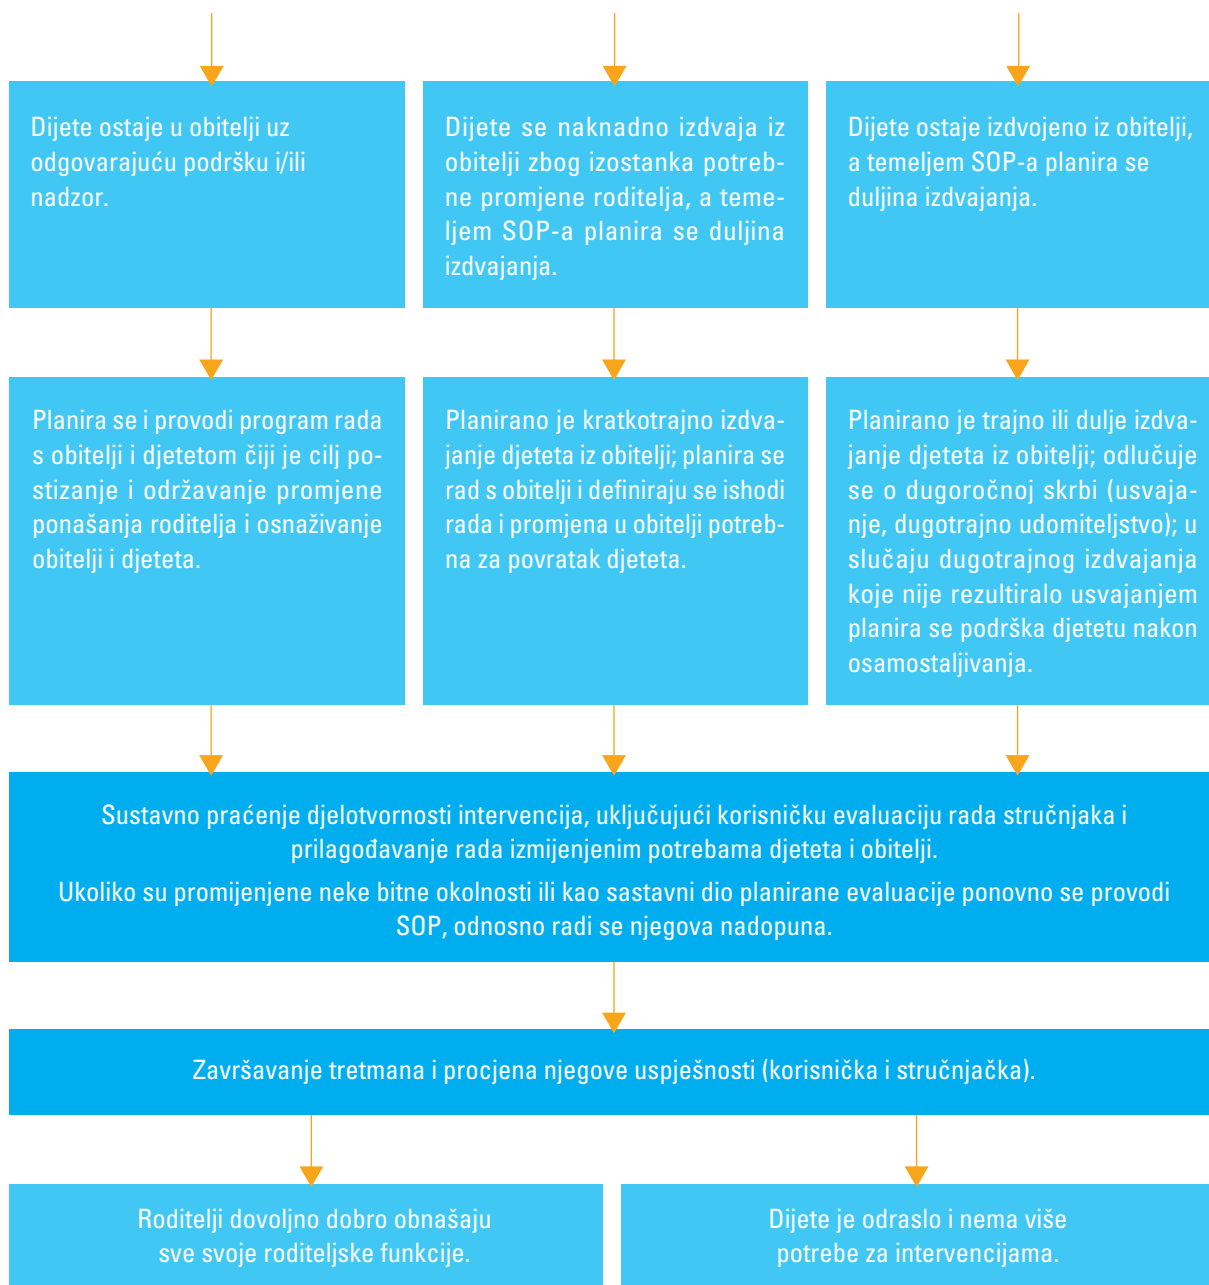 Dijete ostaje u obitelji uz
odgovarajuću podršku i/ili
nadzor.
Dijete se naknadno izdvaja iz
obitelji zbog izostanka potreb-
ne promjene roditelja, a teme-
ljem SOP-a planira se duljina
izdvajanja.
Dijete ostaje izdvojeno iz obitelji,
a temeljem SOP-a planira se
duljina izdvajanja.
Planira se i provodi program rada
s obitelji i djetetom čiji je cilj po-
stizanje i održavanje promjene
ponašanja roditelja i osnaživanje
obitelji i djeteta.
Planirano je kratkotrajno izdva-
janje djeteta iz obitelji; planira se
rad s obitelji i definiraju se ishodi
rada i promjena u obitelji potreb-
na za povratak djeteta.
Planirano je trajno ili dulje izdva-
janje djeteta iz obitelji; odlučuje
se o dugoročnoj skrbi (usvaja-
nje, dugotrajno udomiteljstvo); u
slučaju dugotrajnog izdvajanja
koje nije rezultiralo usvajanjem
planira se podrška djetetu nakon
osamostaljivanja.
Sustavno praćenje djelotvornosti intervencija, uključujući korisničku evaluaciju rada stručnjaka i
prilagođavanje rada izmijenjenim potrebama djeteta i obitelji.
Ukoliko su promijenjene neke bitne okolnosti ili kao sastavni dio planirane evaluacije ponovno se provodi
SOP, odnosno radi se njegova nadopuna.
Završavanje tretmana i procjena njegove uspješnosti (korisnička i stručnjačka).
Roditelji dovoljno dobro obnašaju
sve svoje roditeljske funkcije.
Dijete je odraslo i nema više
potrebe za intervencijama.